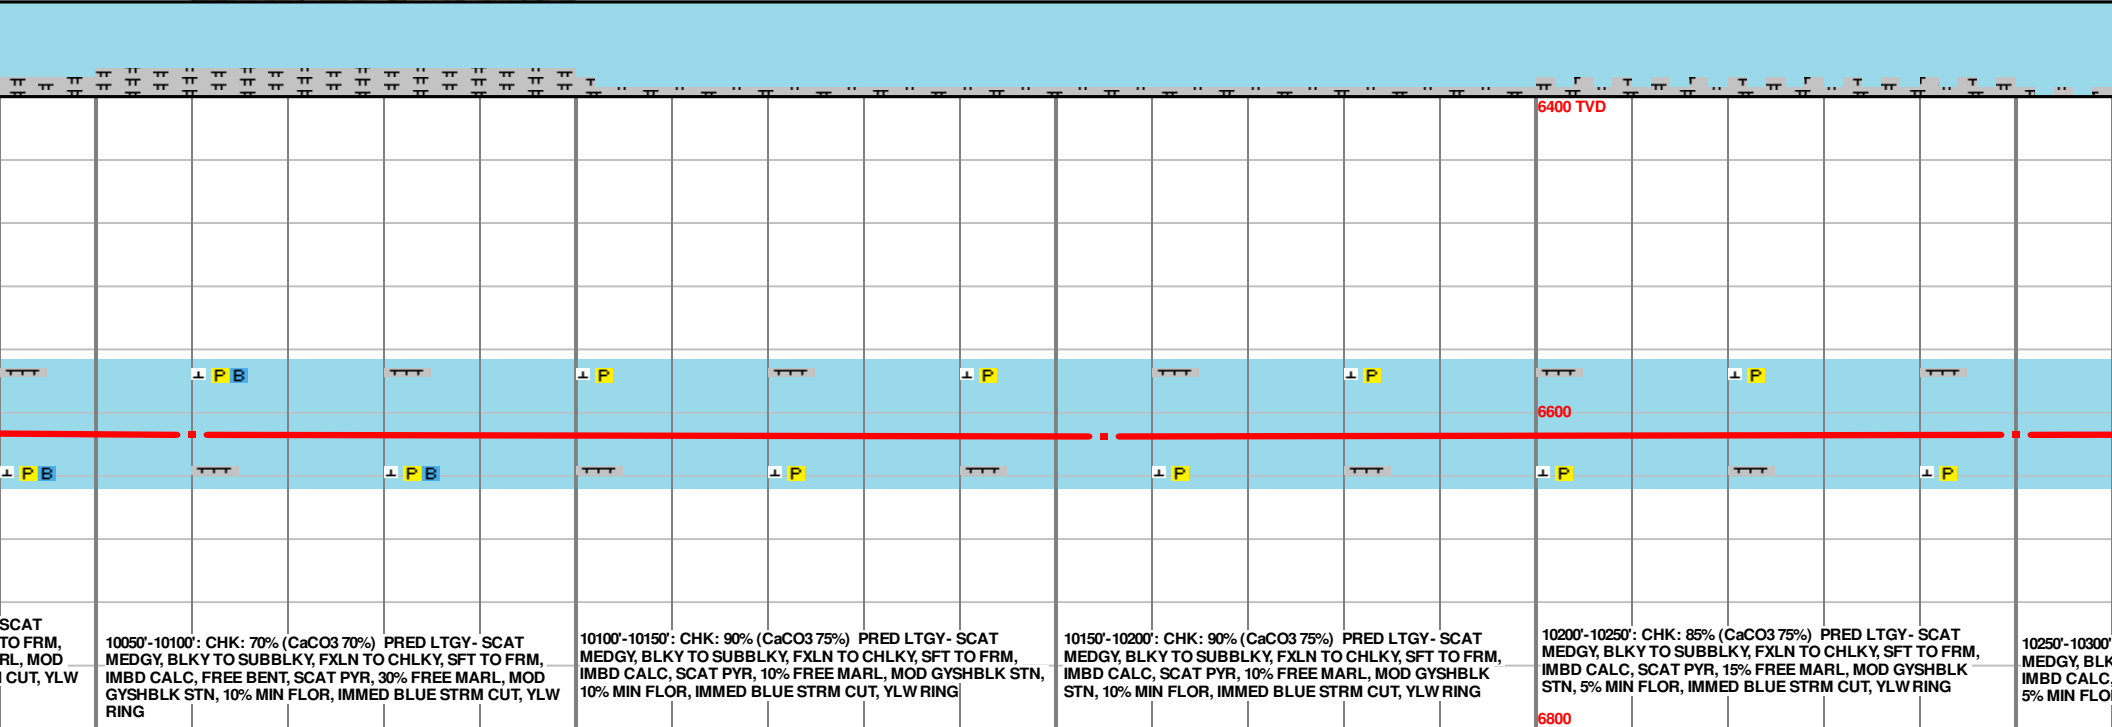 6400 TVD
P B
P
P
P
P
6600
P B
P B
P
P
P
P
SCAT
TO FRM,
RL, MOD
CUT, YLW
10050'-10100': CHK: 70% (CaCO3 70%) PRED LTGY- SCAT
MEDGY, BLKY TO SUBBLKY, FXLN TO CHLKY, SFT TO FRM,
IMBD CALC, FREE BENT, SCAT PYR, 30% FREE MARL, MOD
GYSHBLK STN, 10% MIN FLOR, IMMED BLUE STRM CUT, YLW
RING
10100'-10150': CHK: 90% (CaCO3 75%) PRED LTGY- SCAT
MEDGY, BLKY TO SUBBLKY, FXLN TO CHLKY, SFT TO FRM,
IMBD CALC, SCAT PYR, 10% FREE MARL, MOD GYSHBLK STN,
10% MIN FLOR, IMMED BLUE STRM CUT, YLW RING
10150'-10200': CHK: 90% (CaCO3 75%) PRED LTGY- SCAT
MEDGY, BLKY TO SUBBLKY, FXLN TO CHLKY, SFT TO FRM,
IMBD CALC, SCAT PYR, 10% FREE MARL, MOD GYSHBLK
STN, 10% MIN FLOR, IMMED BLUE STRM CUT, YLW RING
10200'-10250': CHK: 85% (CaCO3 75%) PRED LTGY- SCAT
MEDGY, BLKY TO SUBBLKY, FXLN TO CHLKY, SFT TO FRM,
IMBD CALC, SCAT PYR, 15% FREE MARL, MOD GYSHBLK
STN, 5% MIN FLOR, IMMED BLUE STRM CUT, YLW RING
10250'-10300'
MEDGY, BLK
IMBD CALC,
5% MIN FLO
6800